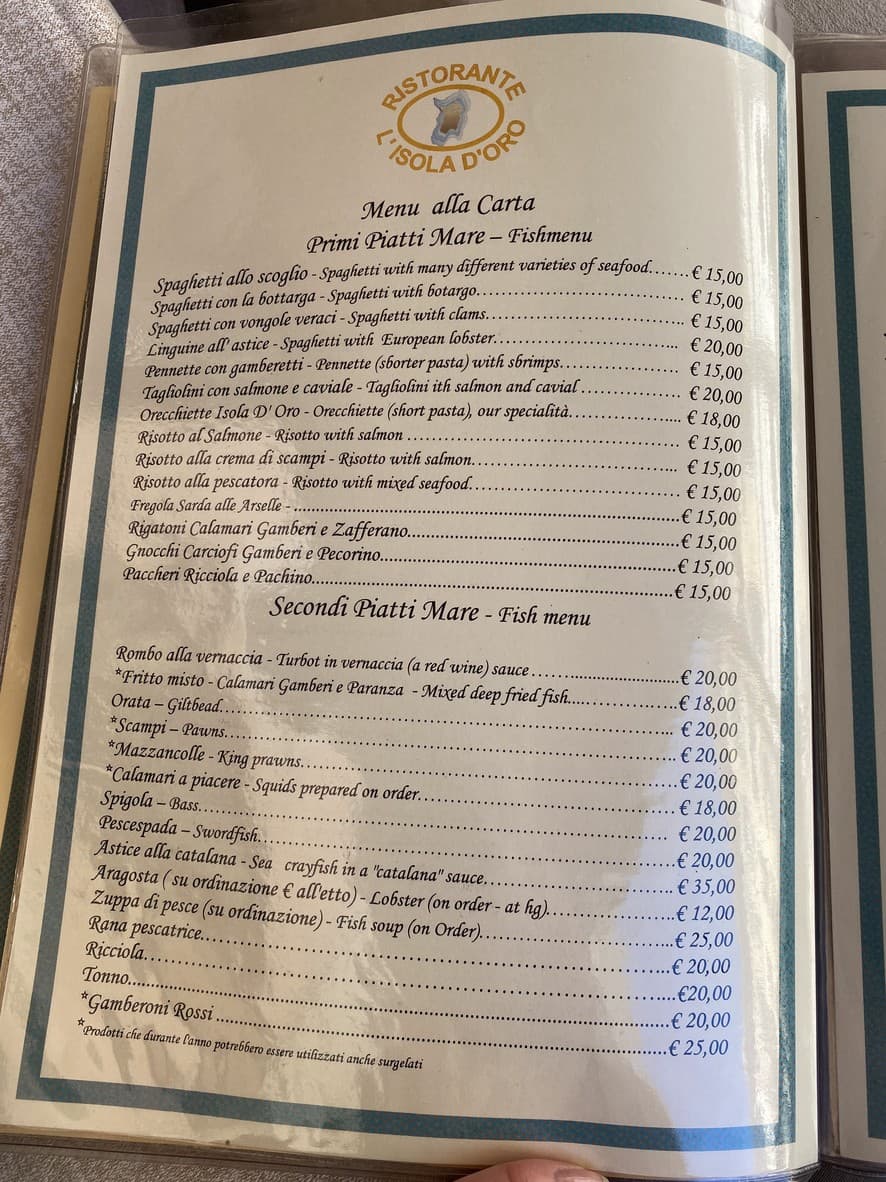 RISTORANTE
L'ISOLA D'ORO
Menu alla Carta
Primi Piatti Mare – Fishmenu
Spaghetti allo scoglio - Spaghetti with many different varieties of seafood.......€ 15,00
Spaghetti con la bottarga - Spaghetti with botargo.......€ 15,00
Spaghetti con vongole veraci - Spaghetti with clams.......€ 15,00
Linguine all' astice - Spaghetti with European lobster.......€ 20,00
Pennette con gamberetti - Pennette (sborter pasta) with sbrimps.......€ 15,00
Tagliolini con salmone e caviale - Tagliolini ith salmon and cavial.......€ 20,00
Orecchiette Isola D' Oro - Orecchiette (short pasta), our specialità.......€ 18,00
Risotto al Salmone - Risotto with salmon.......€ 15,00
Risotto alla crema di scampi - Risotto with salmon.......€ 15,00
Risotto alla pescatora - Risotto with mixed seafood.......€ 15,00
Fregola Sarda alle Arselle -.......€ 15,00
Rigatoni Calamari Gamberi e Zafferano.......€ 15,00
Gnocchi Carciofi Gamberi e Pecorino.......€ 15,00
Paccheri Ricciola e Pachino.......€ 15,00
Secondi Piatti Mare - Fish menu
Rombo alla vernaccia - Turbot in vernaccia (a red wine) sauce.......€ 20,00
*Fritto misto - Calamari Gamberi e Paranza - Mixed deep fried fish.......€ 18,00
Orata – Giltbead.......€ 20,00
*Scampi – Pawns.......€ 20,00
*Mazzancolle - King prawns.......€ 20,00
*Calamari a piacere - Squids prepared on order.......€ 18,00
Spigola – Bass.......€ 20,00
Pescespada – Swordfish.......€ 20,00
Astice alla catalana - Sea crayfish in a "catalana" sauce.......€ 35,00
Aragosta ( su ordinazione € all'etto) - Lobster (on order - at hg).......€ 12,00
Zuppa di pesce (su ordinazione) - Fish soup (on Order).......€ 25,00
Rana pescatrice.......€ 20,00
Ricciola.......€20,00
Tonno.......€ 20,00
*Gamberoni Rossi.......€ 25,00
*Prodotti che durante l'anno potrebbero essere utilizzati anche surgelati